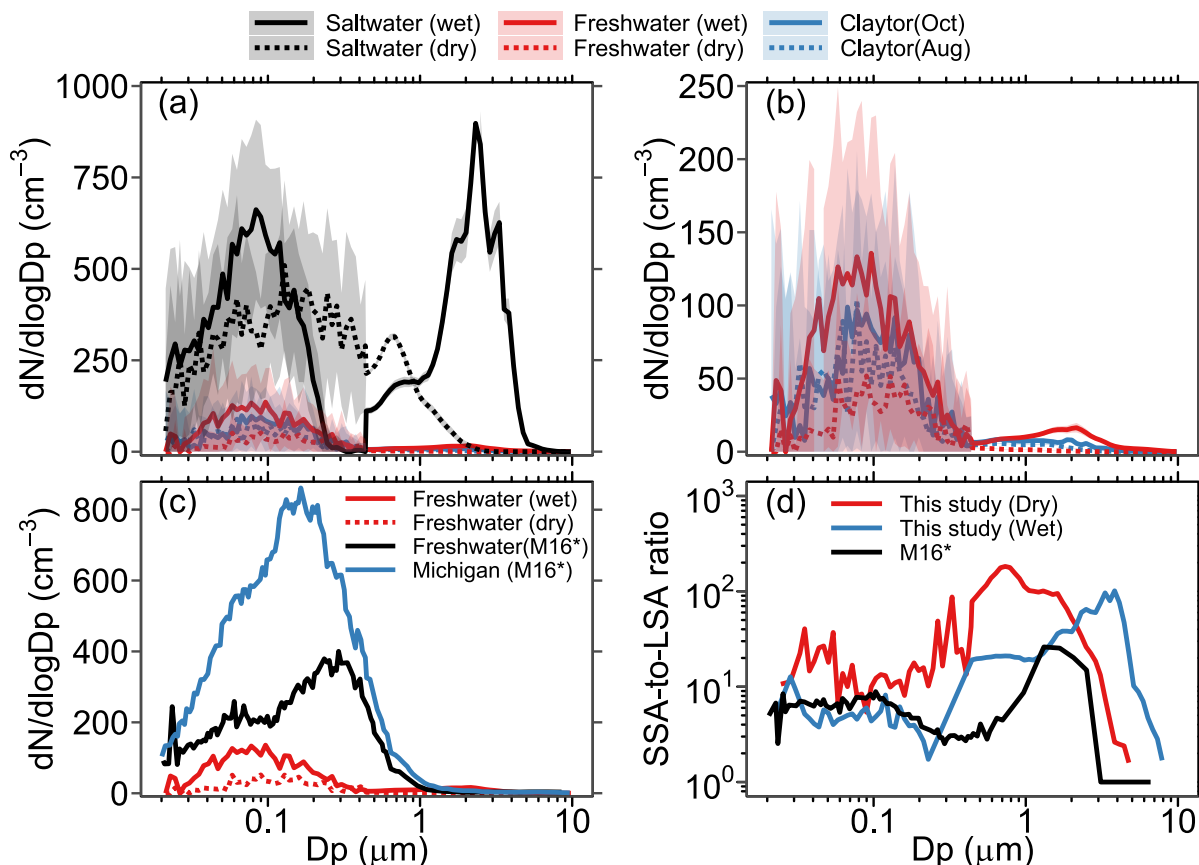 Saltwater (wet) Freshwater (wet) Claytor(Oct)
Saltwater (dry) Freshwater (dry) Claytor(Aug)
(a)
dN/dlogDp (cm⁻³)
1000
750
500
250
0
(b)
dN/dlogDp (cm⁻³)
250
200
150
100
50
0
(c)
Freshwater (wet)
Freshwater (dry)
Freshwater(M16*)
Michigan (M16*)
dN/dlogDp (cm⁻³)
800
600
400
200
0
0.1 1 10
Dp (μm)
(d)
This study (Dry)
This study (Wet)
M16*
SSA-to-LSA ratio
10³
10²
10¹
10⁰
0.1 1 10
Dp (μm)